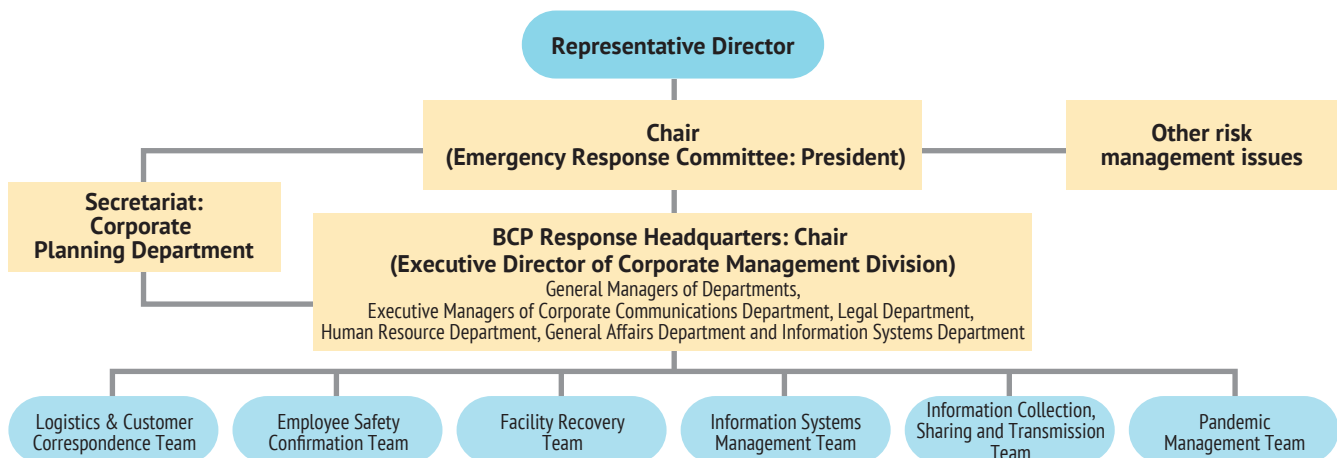 Representative Director
Chair
(Emergency Response Committee: President)
Other risk
management issues
Secretariat:
Corporate
Planning Department
BCP Response Headquarters: Chair
(Executive Director of Corporate Management Division)
General Managers of Departments,
Executive Managers of Corporate Communications Department, Legal Department,
Human Resource Department, General Affairs Department and Information Systems Department
Logistics & Customer
Correspondence Team
Employee Safety
Confirmation Team
Facility Recovery
Team
Information Systems
Management Team
Information Collection,
Sharing and Transmission
Team
Pandemic
Management Team